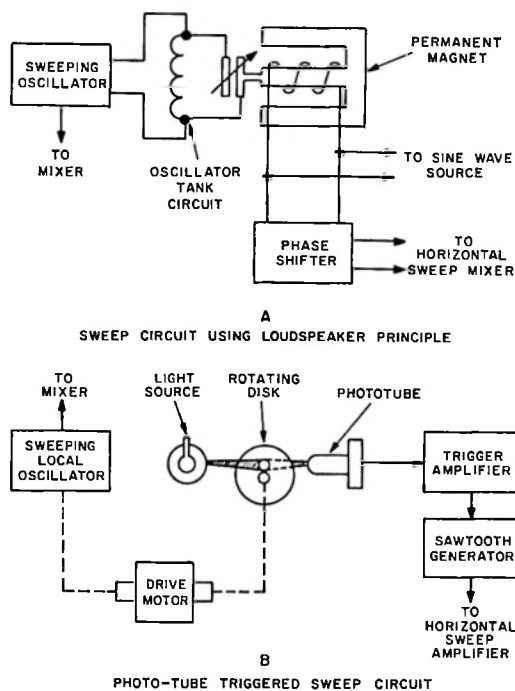 SWEEPING
OSCILLATOR
TO
MIXER
OSCILLATOR
TANK
CIRCUIT
PERMANENT
MAGNET
TO SINE WAVE
SOURCE
PHASE
SHIFTER
TO
HORIZONTAL
SWEEP MIXER
A
SWEEP CIRCUIT USING LOUDSPEAKER PRINCIPLE
TO
MIXER
SWEEPING
LOCAL
OSCILLATOR
LIGHT
SOURCE
ROTATING
DISK
PHOTOTUBE
TRIGGER
AMPLIFIER
SAWTOOTH
GENERATOR
DRIVE
MOTOR
TO
HORIZONTAL
SWEEP
AMPLIFIER
B
PHOTO-TUBE TRIGGERED SWEEP CIRCUIT